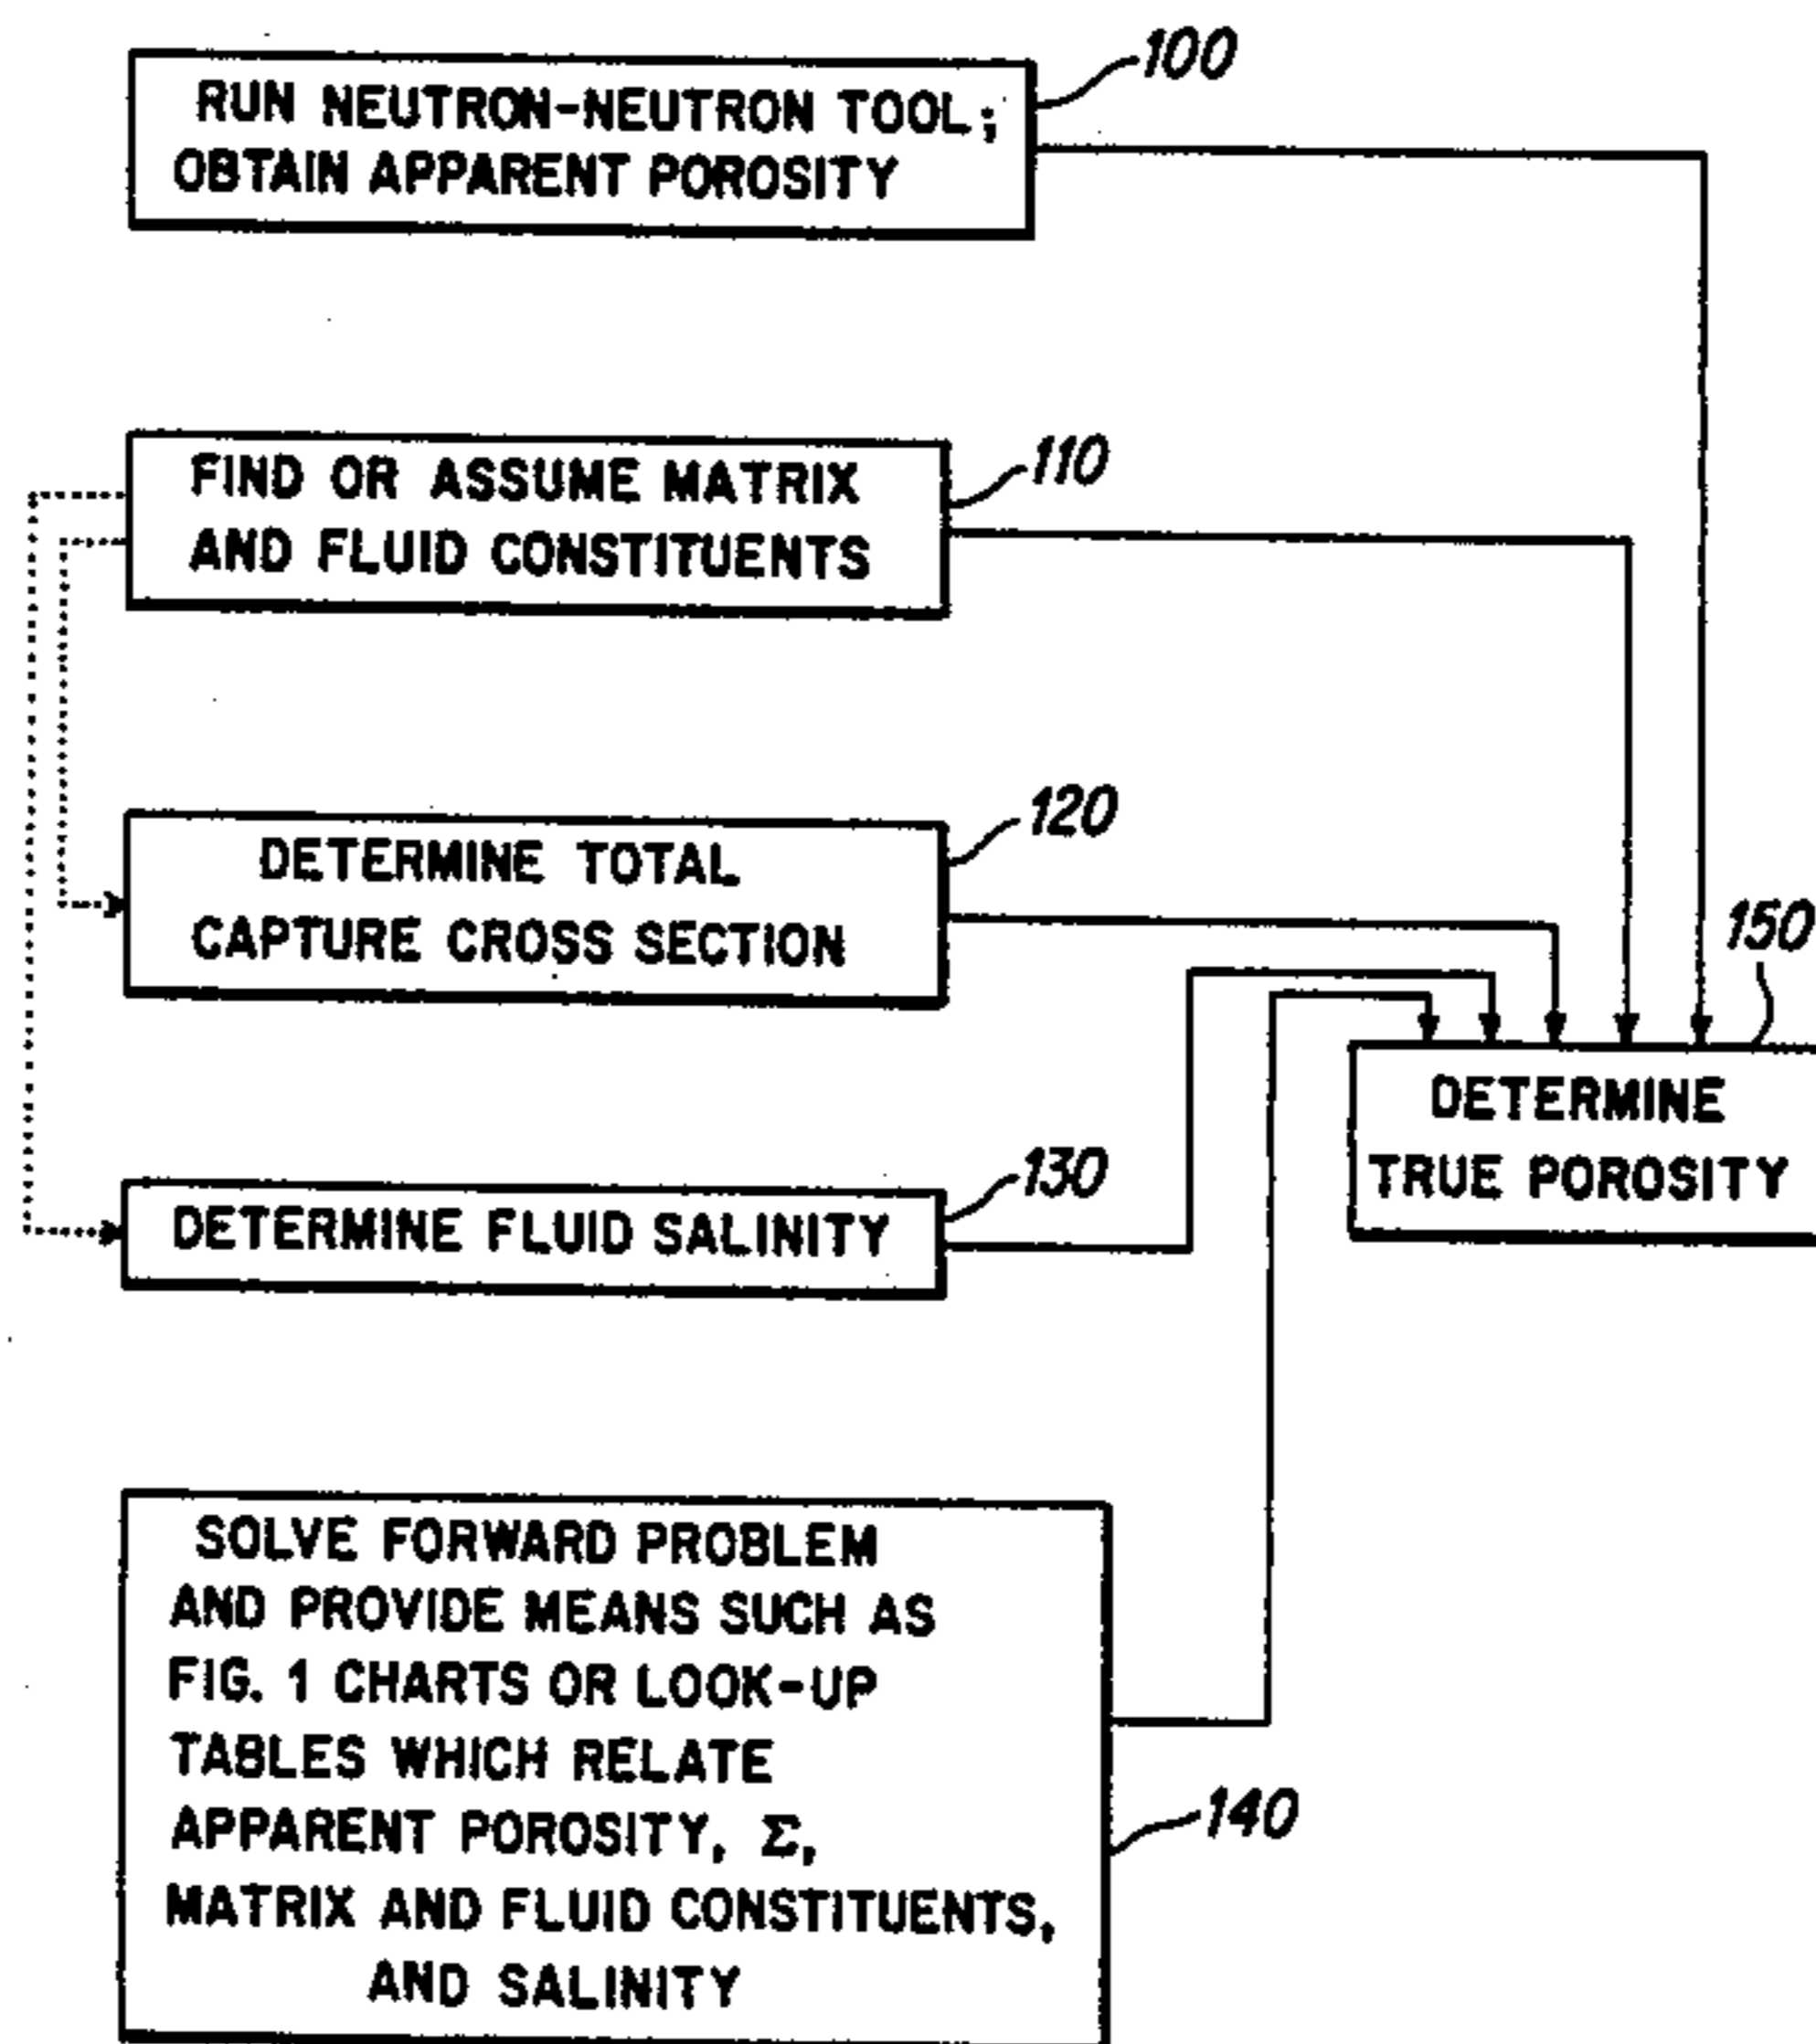 100
RUN NEUTRON-NEUTRON TOOL;
OBTAIN APPARENT POROSITY
110
FIND OR ASSUME MATRIX
AND FLUID CONSTITUENTS
120
DETERMINE TOTAL
CAPTURE CROSS SECTION
150
DETERMINE
TRUE POROSITY
130
DETERMINE FLUID SALINITY
SOLVE FORWARD PROBLEM
AND PROVIDE MEANS SUCH AS
FIG. 1 CHARTS OR LOOK-UP
TABLES WHICH RELATE
APPARENT POROSITY, Σ,
MATRIX AND FLUID CONSTITUENTS,
AND SALINITY
140